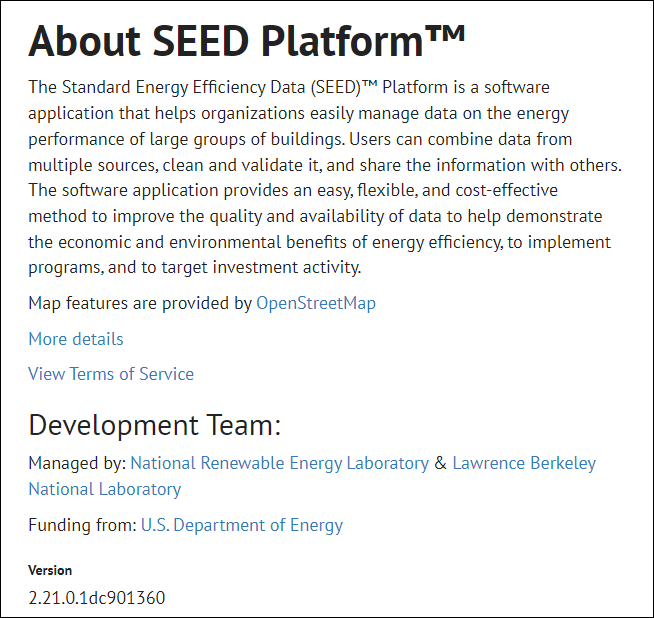 About SEED Platform™
The Standard Energy Efficiency Data (SEED)™ Platform is a software
application that helps organizations easily manage data on the energy
performance of large groups of buildings. Users can combine data from
multiple sources, clean and validate it, and share the information with others.
The software application provides an easy, flexible, and cost-effective
method to improve the quality and availability of data to help demonstrate
the economic and environmental benefits of energy efficiency, to implement
programs, and to target investment activity.
Map features are provided by OpenStreetMap
More details
View Terms of Service
Development Team:
Managed by: National Renewable Energy Laboratory & Lawrence Berkeley
National Laboratory
Funding from: U.S. Department of Energy
Version
2.21.0.1dc901360